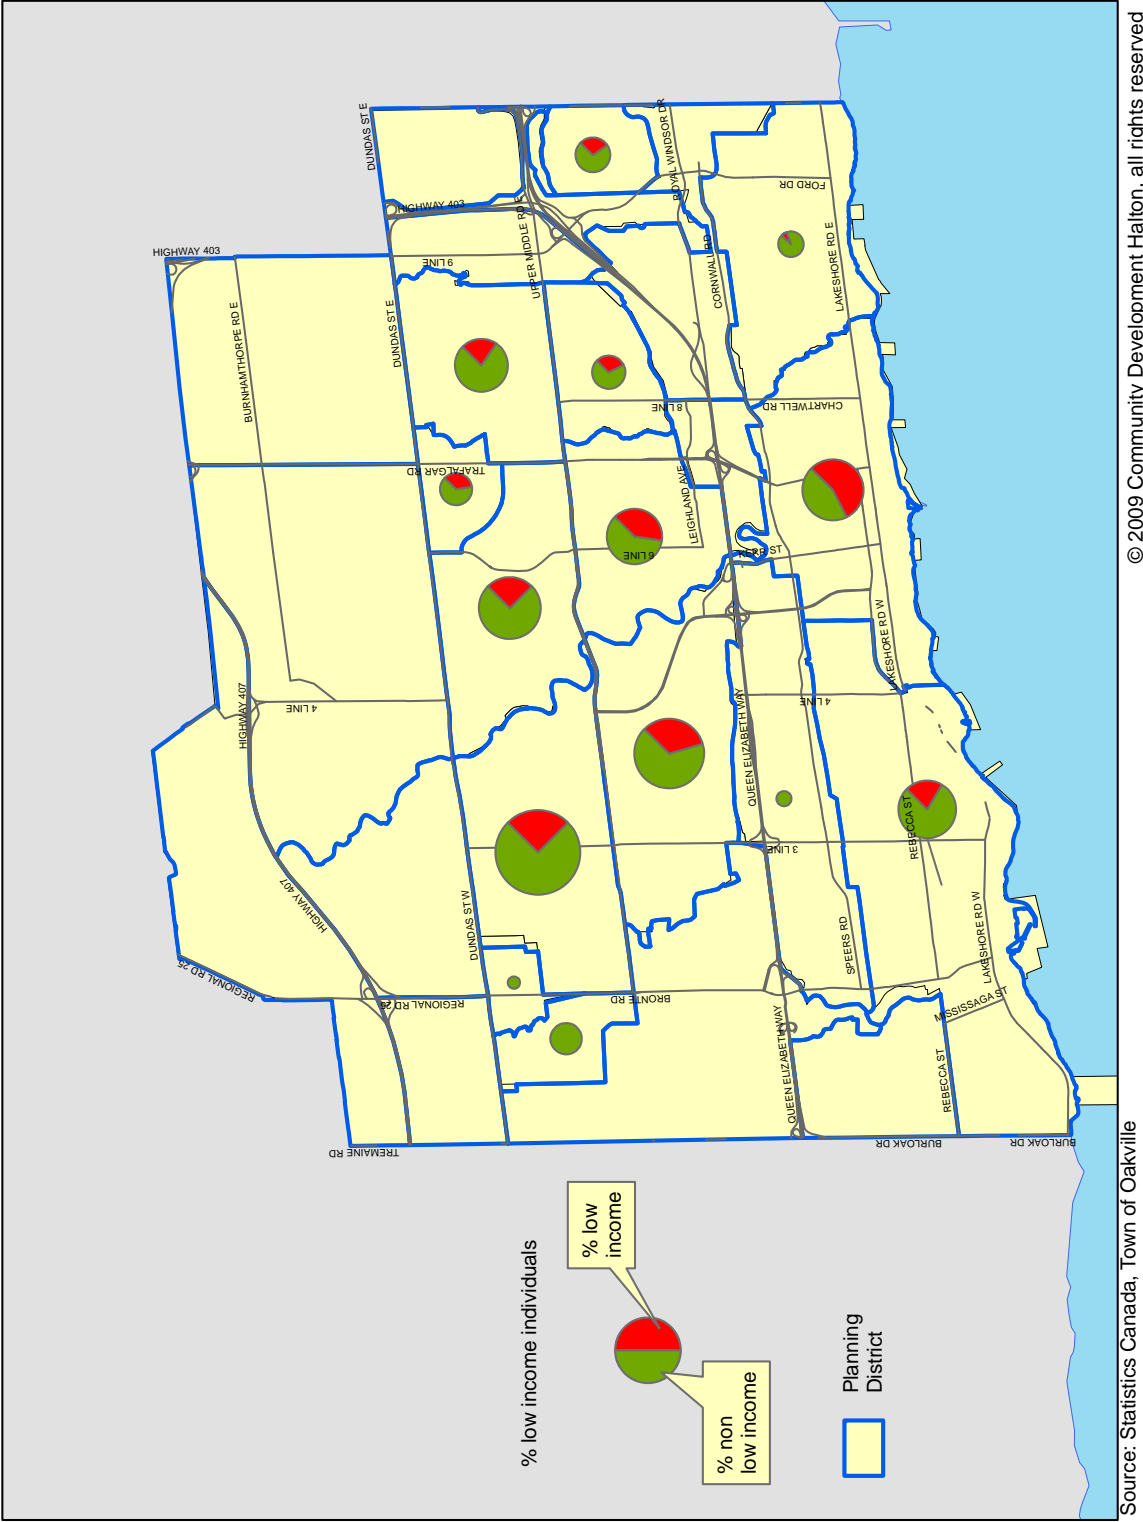 DUNDAS ST E
HIGHWAY 403
HIGHWAY 403
ROYAL WINDSOR DR
FORD DR
UPPER MIDDLE RD E
9 LINE
BURNHAMTHORPE RD E
DUNDAS ST E
CORNWALL RD
LAKESHORE RD E
8 LINE
CHARTWELL RD
TRAFALGAR RD
LEIGHLAND AVE
6 LINE
KERR ST
HIGHWAY 407
4 LINE
4 LINE
LAKESHORE RD W
QUEEN ELIZABETH WAY
3 LINE
REBECCA ST
HIGHWAY 407
DUNDAS ST W
SPEERS RD
LAKESHORE RD W
REGIONAL RD 25
REGIONAL RD 25
BRONTE RD
MISSISSAGA ST
QUEEN ELIZABETH WAY
REBECCA ST
TREMAINE RD
BURLOAK DR
BURLOAK DR
% low income individuals
% low
income
% non
low income
Planning
District
Source: Statistics Canada, Town of Oakville
© 2009 Community Development Halton, all rights reserved